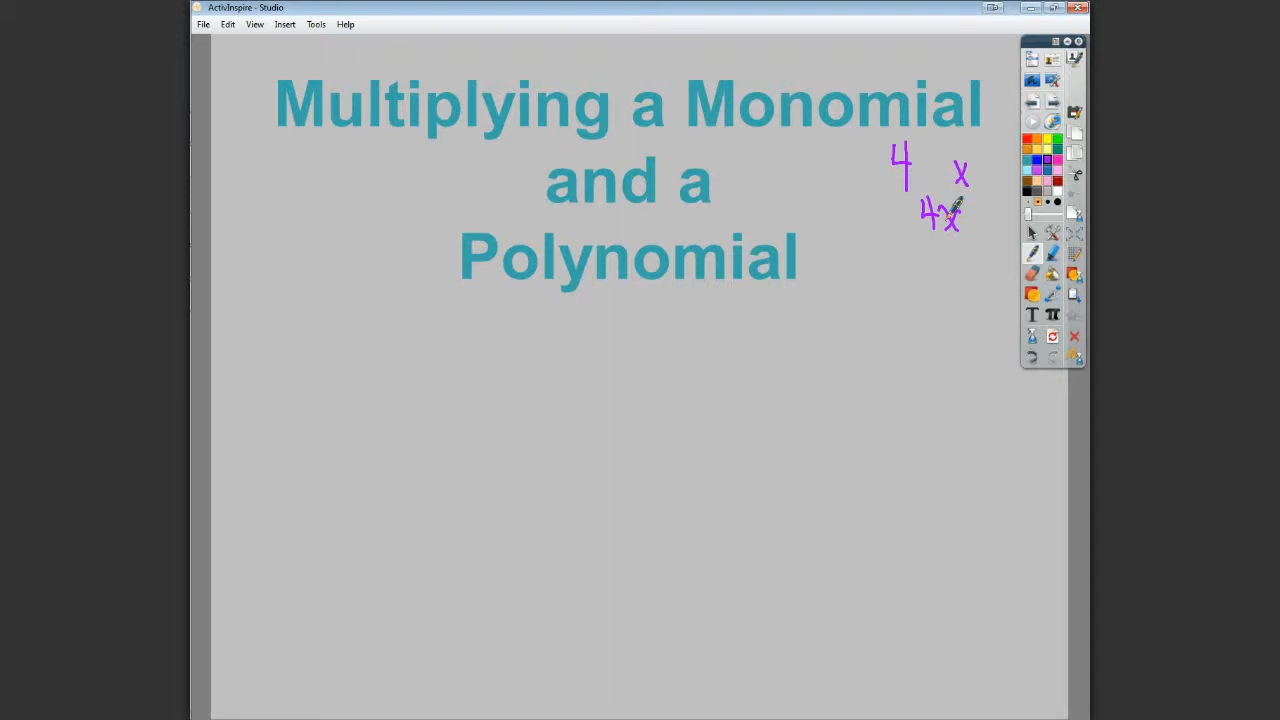 ActivInspire - Studio
File Edit View Insert Tools Help
Multiplying a Monomial
4 x
and a
4x
Polynomial